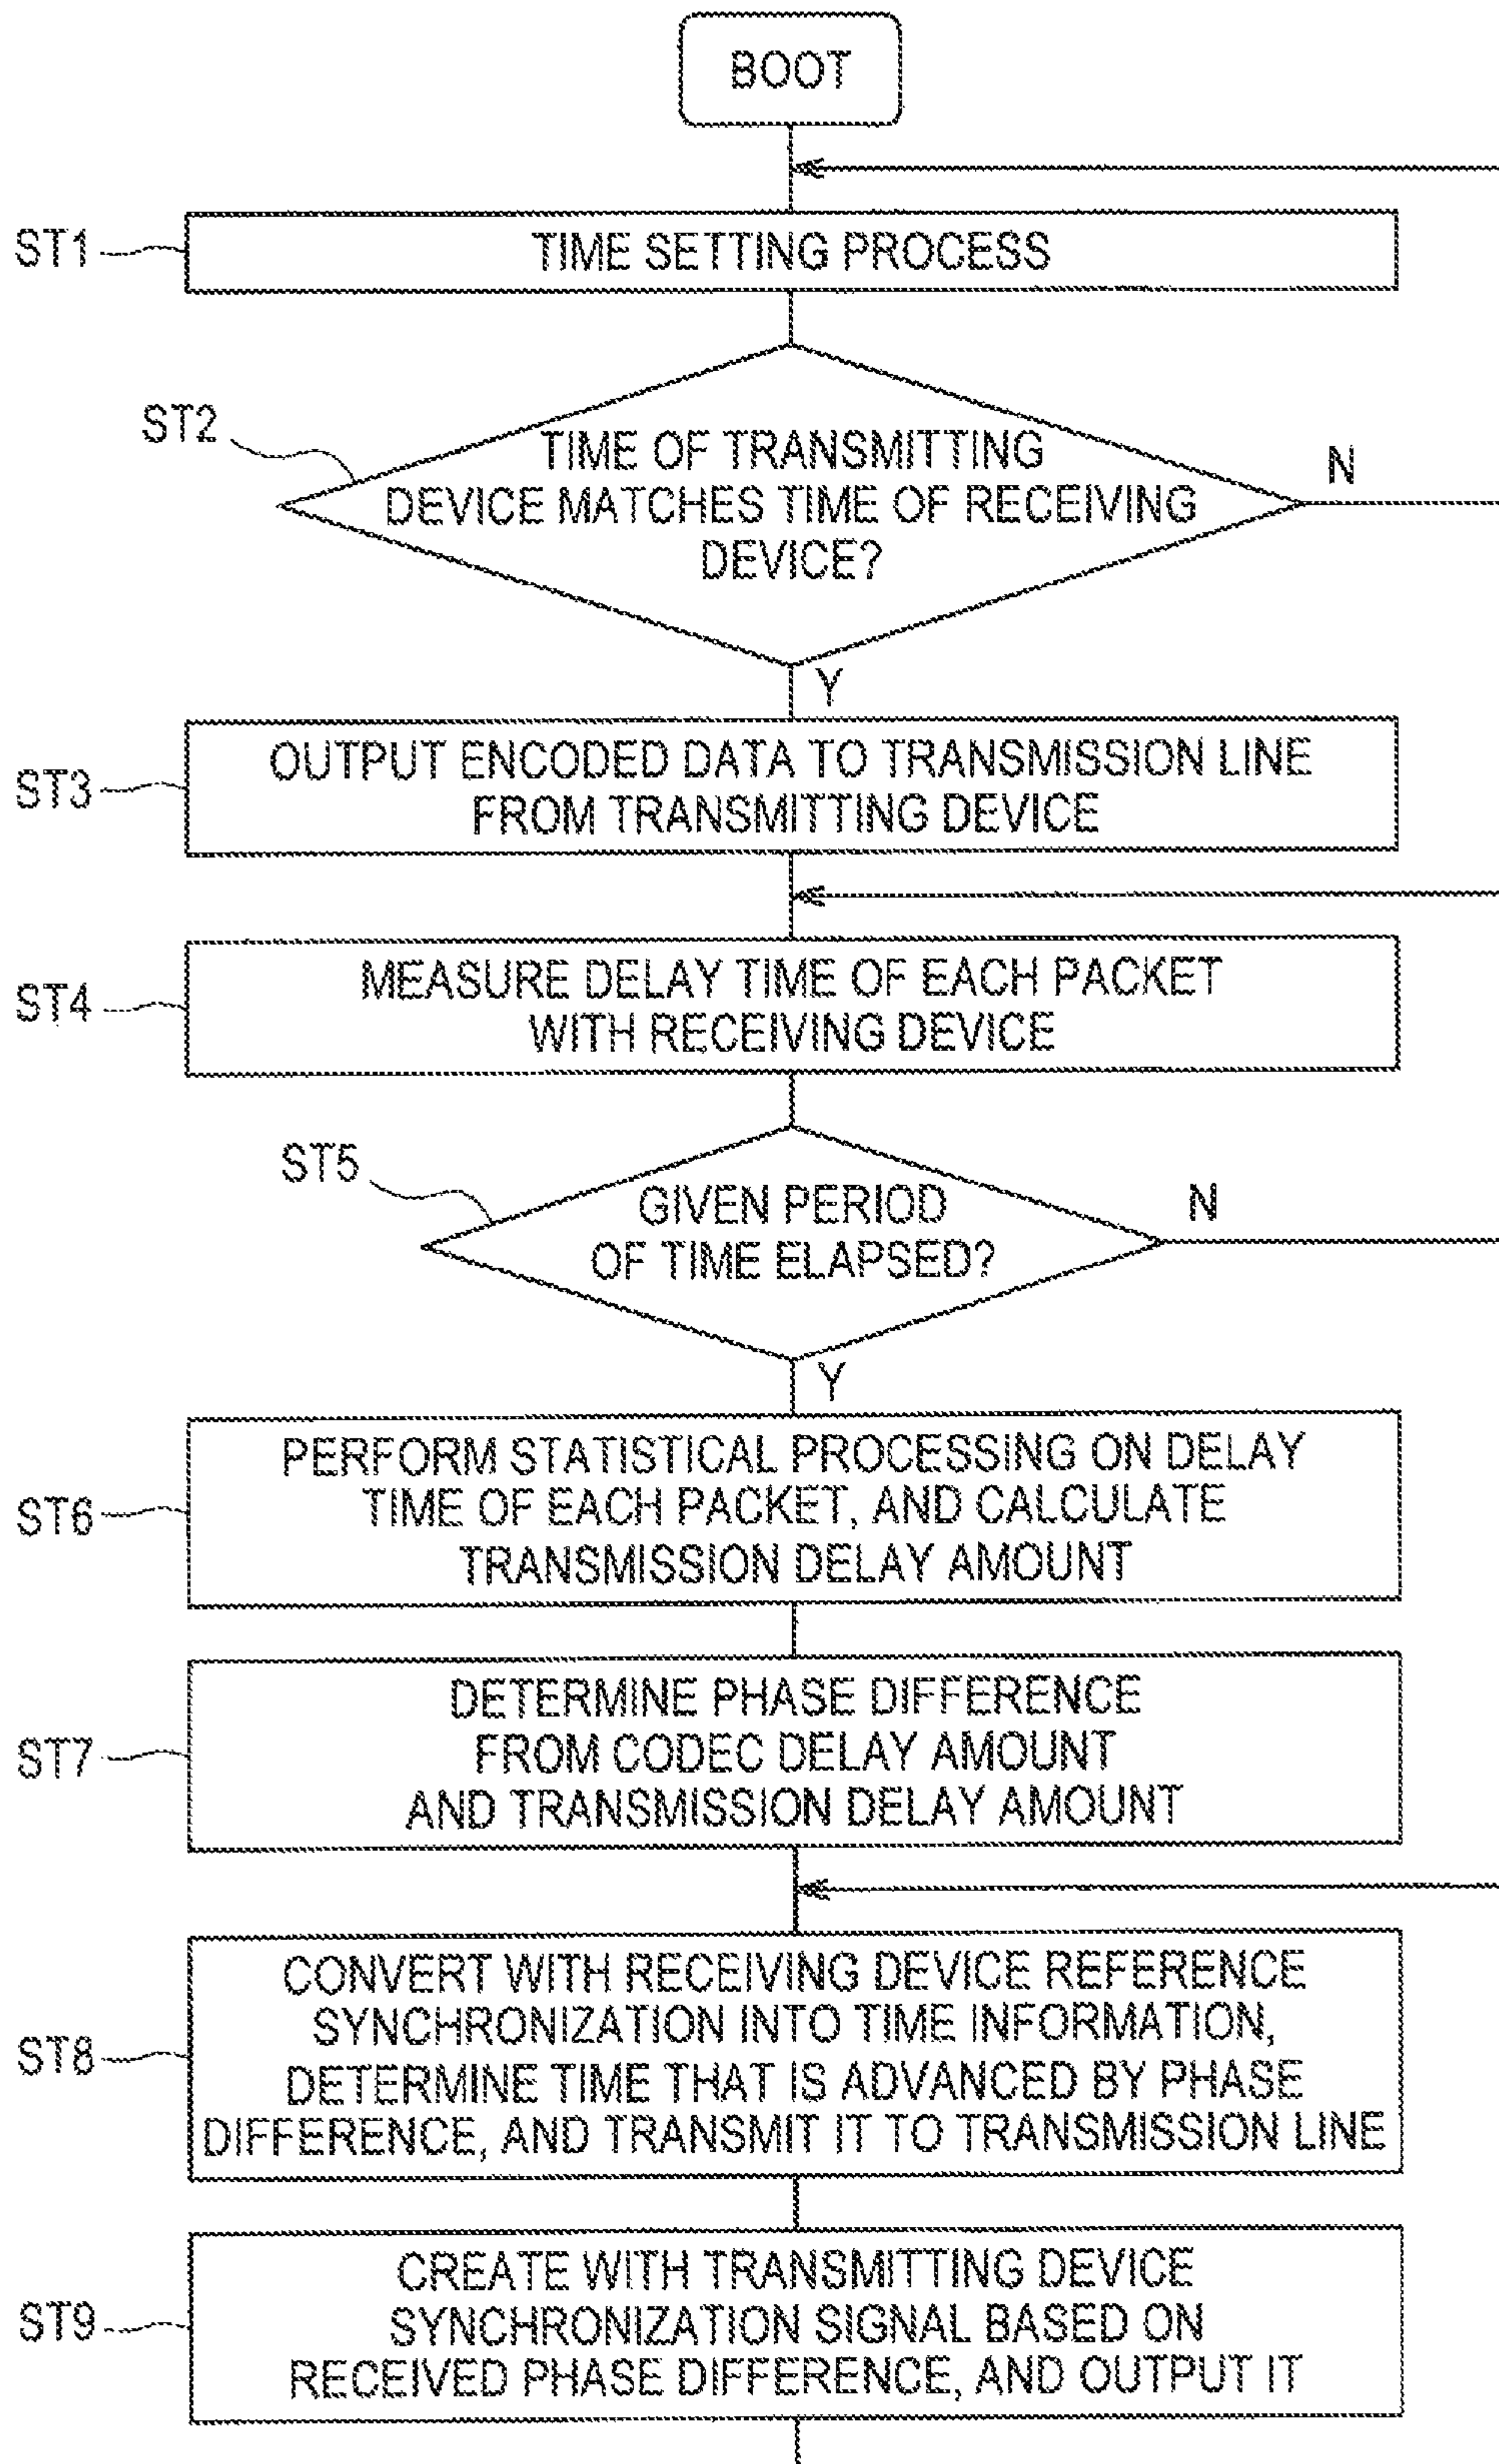 BOOT
ST1
TIME SETTING PROCESS
ST2
TIME OF TRANSMITTING
DEVICE MATCHES TIME OF RECEIVING
DEVICE?
N
Y
ST3
OUTPUT ENCODED DATA TO TRANSMISSION LINE
FROM TRANSMITTING DEVICE
ST4
MEASURE DELAY TIME OF EACH PACKET
WITH RECEIVING DEVICE
ST5
GIVEN PERIOD
OF TIME ELAPSED?
N
Y
ST6
PERFORM STATISTICAL PROCESSING ON DELAY
TIME OF EACH PACKET, AND CALCULATE
TRANSMISSION DELAY AMOUNT
ST7
DETERMINE PHASE DIFFERENCE
FROM CODEC DELAY AMOUNT
AND TRANSMISSION DELAY AMOUNT
ST8
CONVERT WITH RECEIVING DEVICE REFERENCE
SYNCHRONIZATION INTO TIME INFORMATION,
DETERMINE TIME THAT IS ADVANCED BY PHASE
DIFFERENCE, AND TRANSMIT IT TO TRANSMISSION LINE
ST9
CREATE WITH TRANSMITTING DEVICE
SYNCHRONIZATION SIGNAL BASED ON
RECEIVED PHASE DIFFERENCE, AND OUTPUT IT